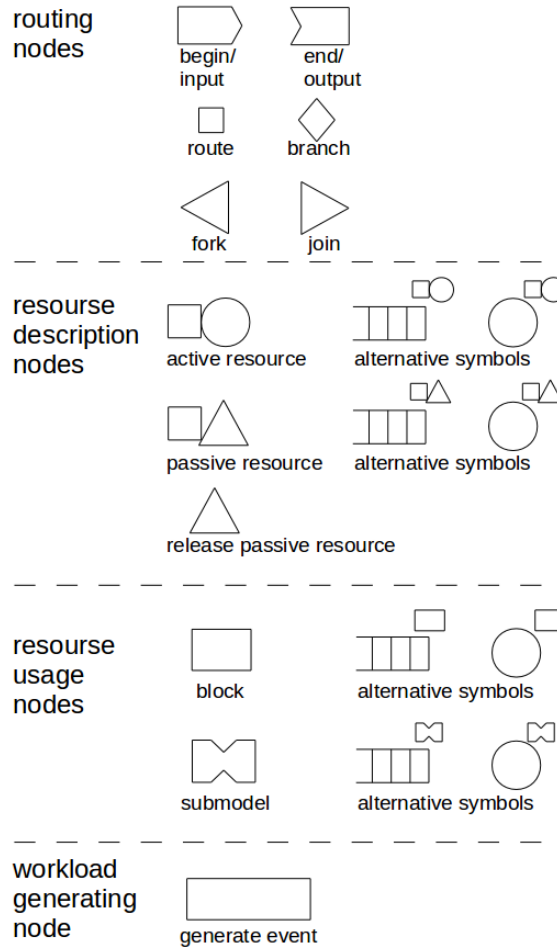 routing
nodes
begin/
input
end/
output
route
branch
fork
join
resourse
description
nodes
active resource
alternative symbols
passive resource
alternative symbols
release passive resource
resourse
usage
nodes
block
alternative symbols
submodel
alternative symbols
workload
generating
node
generate event